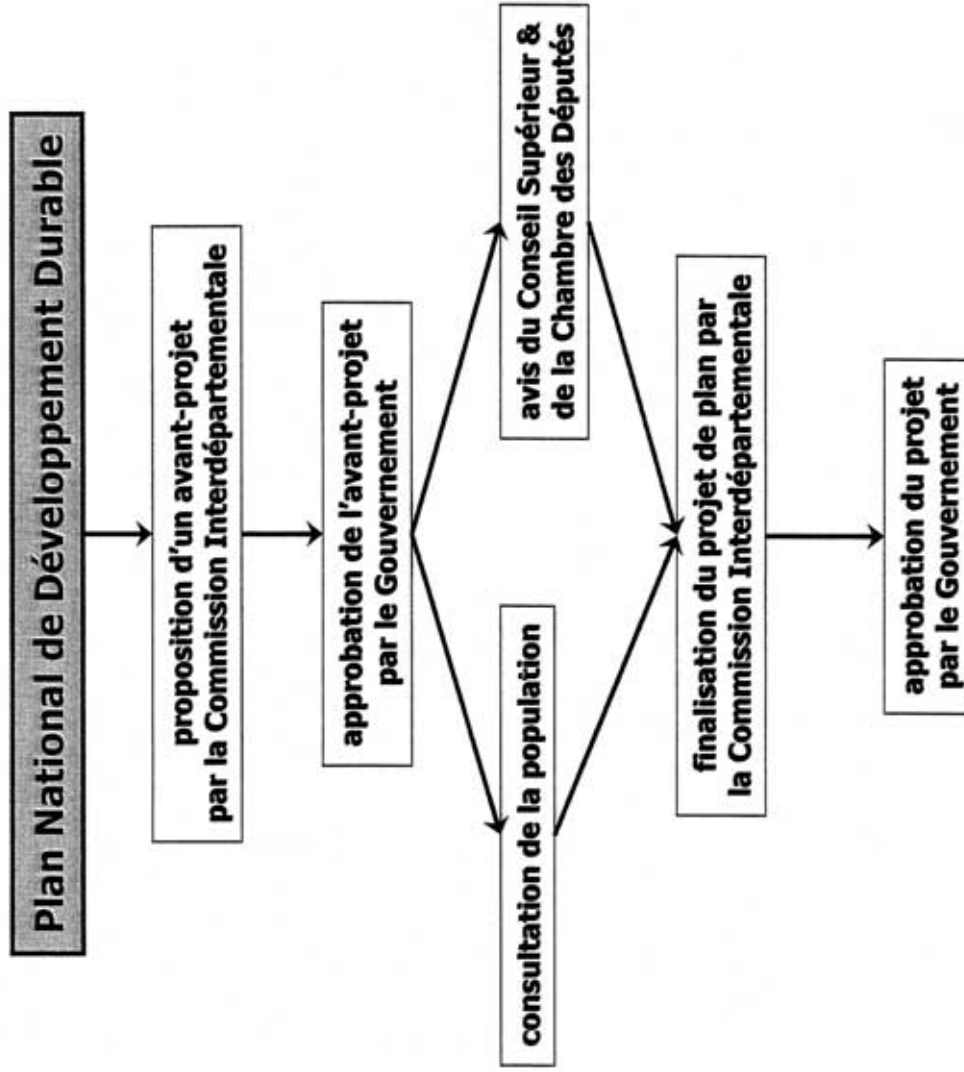 Plan National de Développement Durable
proposition d'un avant-projet
par la Commission Interdépartementale
approbation de l'avant-projet
par le Gouvernement
consultation de la population
avis du Conseil Supérieur &
de la Chambre des Députés
finalisation du projet de plan par
la Commission Interdépartementale
approbation du projet
par le Gouvernement